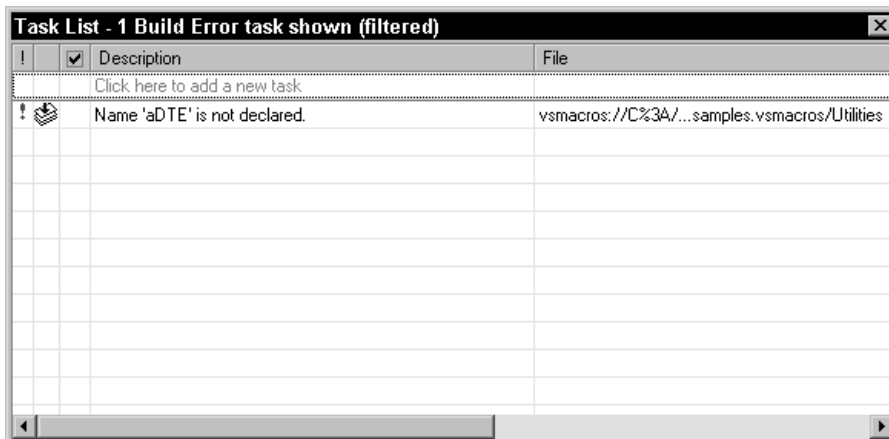 Task List - 1 Build Error task shown (filtered)
! Description File
Click here to add a new task
! Name 'aDTE' is not declared. vsmacros://C%3A/...samples.vsmacros/Utilities